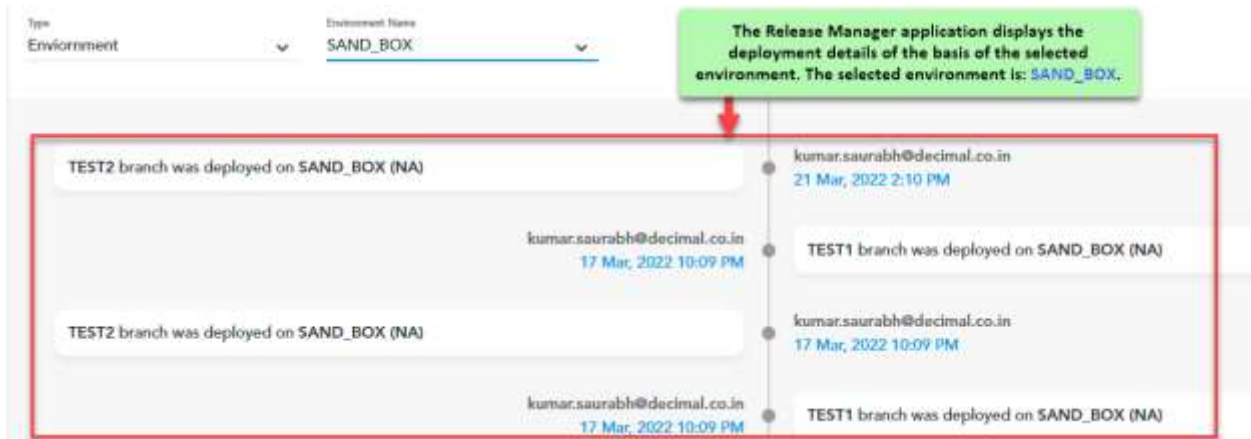 Type
Enviornment
Environment Name
SAND_BOX
The Release Manager application displays the
deployment details of the basis of the selected
environment. The selected environment is: SAND_BOX.
TEST2 branch was deployed on SAND_BOX (NA)
kumar.saurabh@decimal.co.in
21 Mar, 2022 2:10 PM
kumar.saurabh@decimal.co.in
17 Mar, 2022 10:09 PM
TEST1 branch was deployed on SAND_BOX (NA)
TEST2 branch was deployed on SAND_BOX (NA)
kumar.saurabh@decimal.co.in
17 Mar, 2022 10:09 PM
kumar.saurabh@decimal.co.in
17 Mar, 2022 10:09 PM
TEST1 branch was deployed on SAND_BOX (NA)